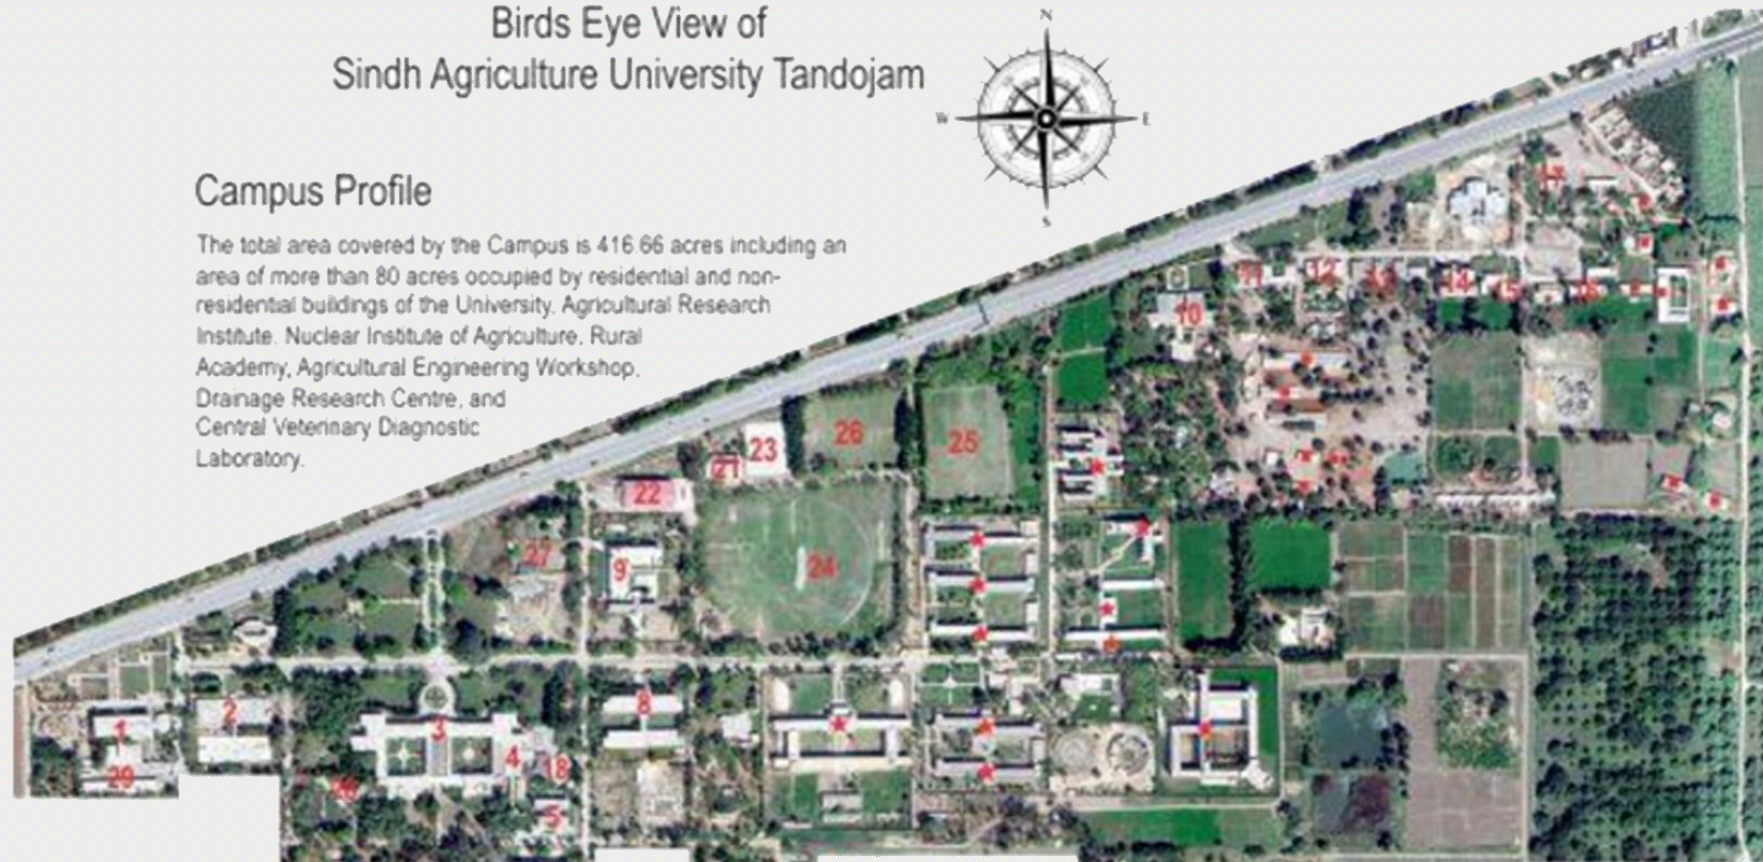 Birds Eye View of
Sindh Agriculture University Tandojam
N
W E
S
Campus Profile
The total area covered by the Campus is 416.66 acres including an
area of more than 80 acres occupied by residential and non-
residential buildings of the University, Agricultural Research
Institute. Nuclear Institute of Agriculture, Rural
Academy, Agricultural Engineering Workshop,
Drainage Research Centre, and
Central Veterinary Diagnostic
Laboratory.
17
11 12 13 14 15 16
10
26 25
23
21
22
27 9 24
8
2
1 3
4 18
5